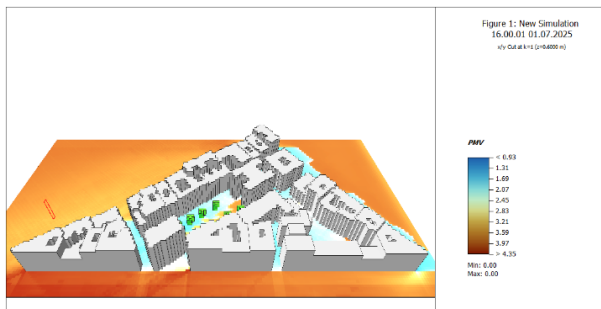 Figure 1: New Simulation
16.00.01 01.07.2025
x/y Cut at k=1 (z=0.6000 m)
PMV
< 0.93
1.31
1.69
2.07
2.45
2.83
3.21
3.59
3.97
> 4.35
Min: 0.00
Max: 0.00